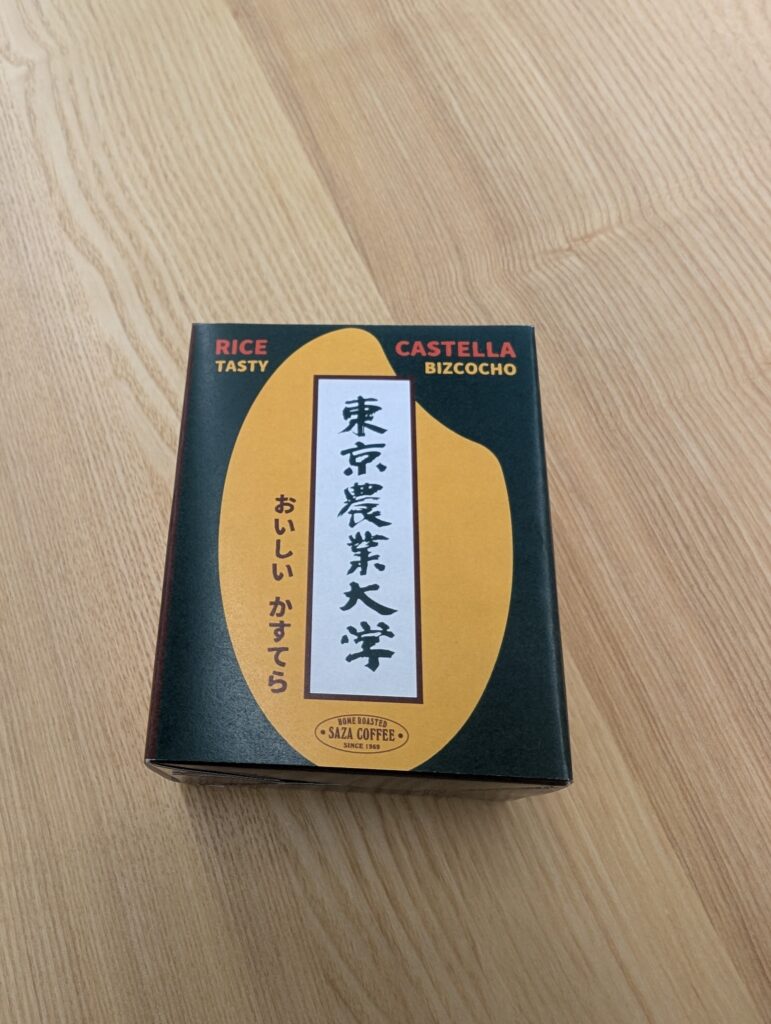 RICE
TASTY
CASTELLA
BIZCOCHO
東京農業大学
おいしい かすてら
HOME ROASTED
• SAZA COFFEE •
SINCE 1969